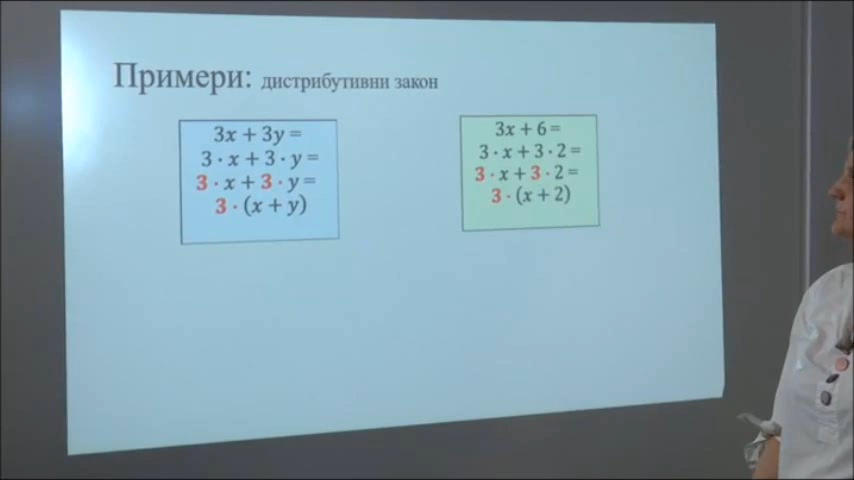 Примери: дистрибутивни закон
3x + 3y =
3 · x + 3 · y =
3 · x + 3 · y =
3 · (x + y)
3x + 6 =
3 · x + 3 · 2 =
3 · x + 3 · 2 =
3 · (x + 2)